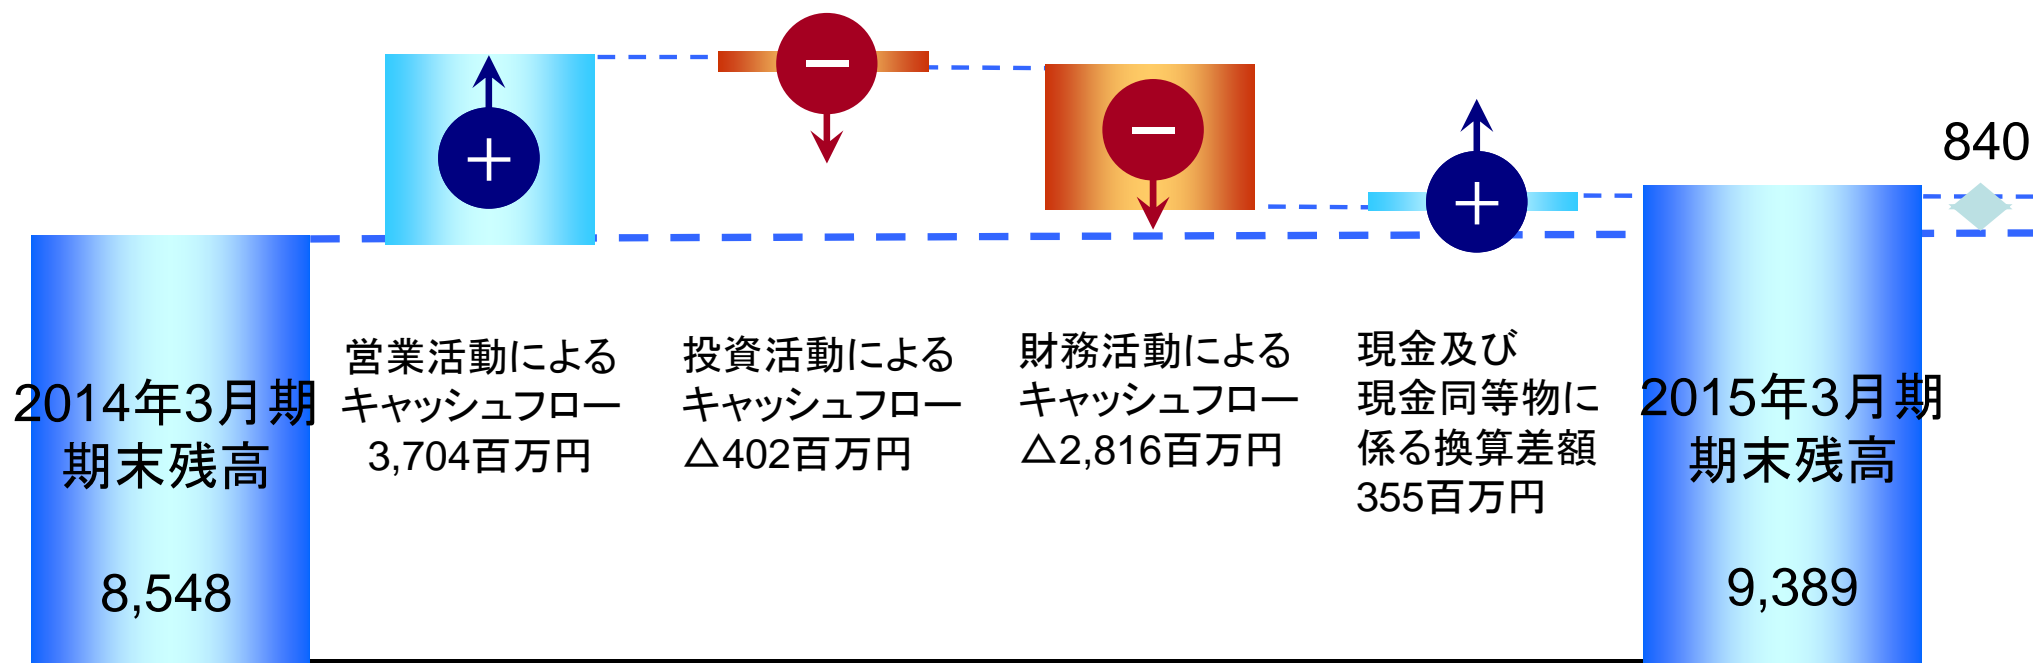 840
2014年3月期
期末残高
8,548
営業活動による
キャッシュフロー
3,704百万円
投資活動による
キャッシュフロー
△402百万円
財務活動による
キャッシュフロー
△2,816百万円
現金及び
現金同等物に
係る換算差額
355百万円
2015年3月期
期末残高
9,389